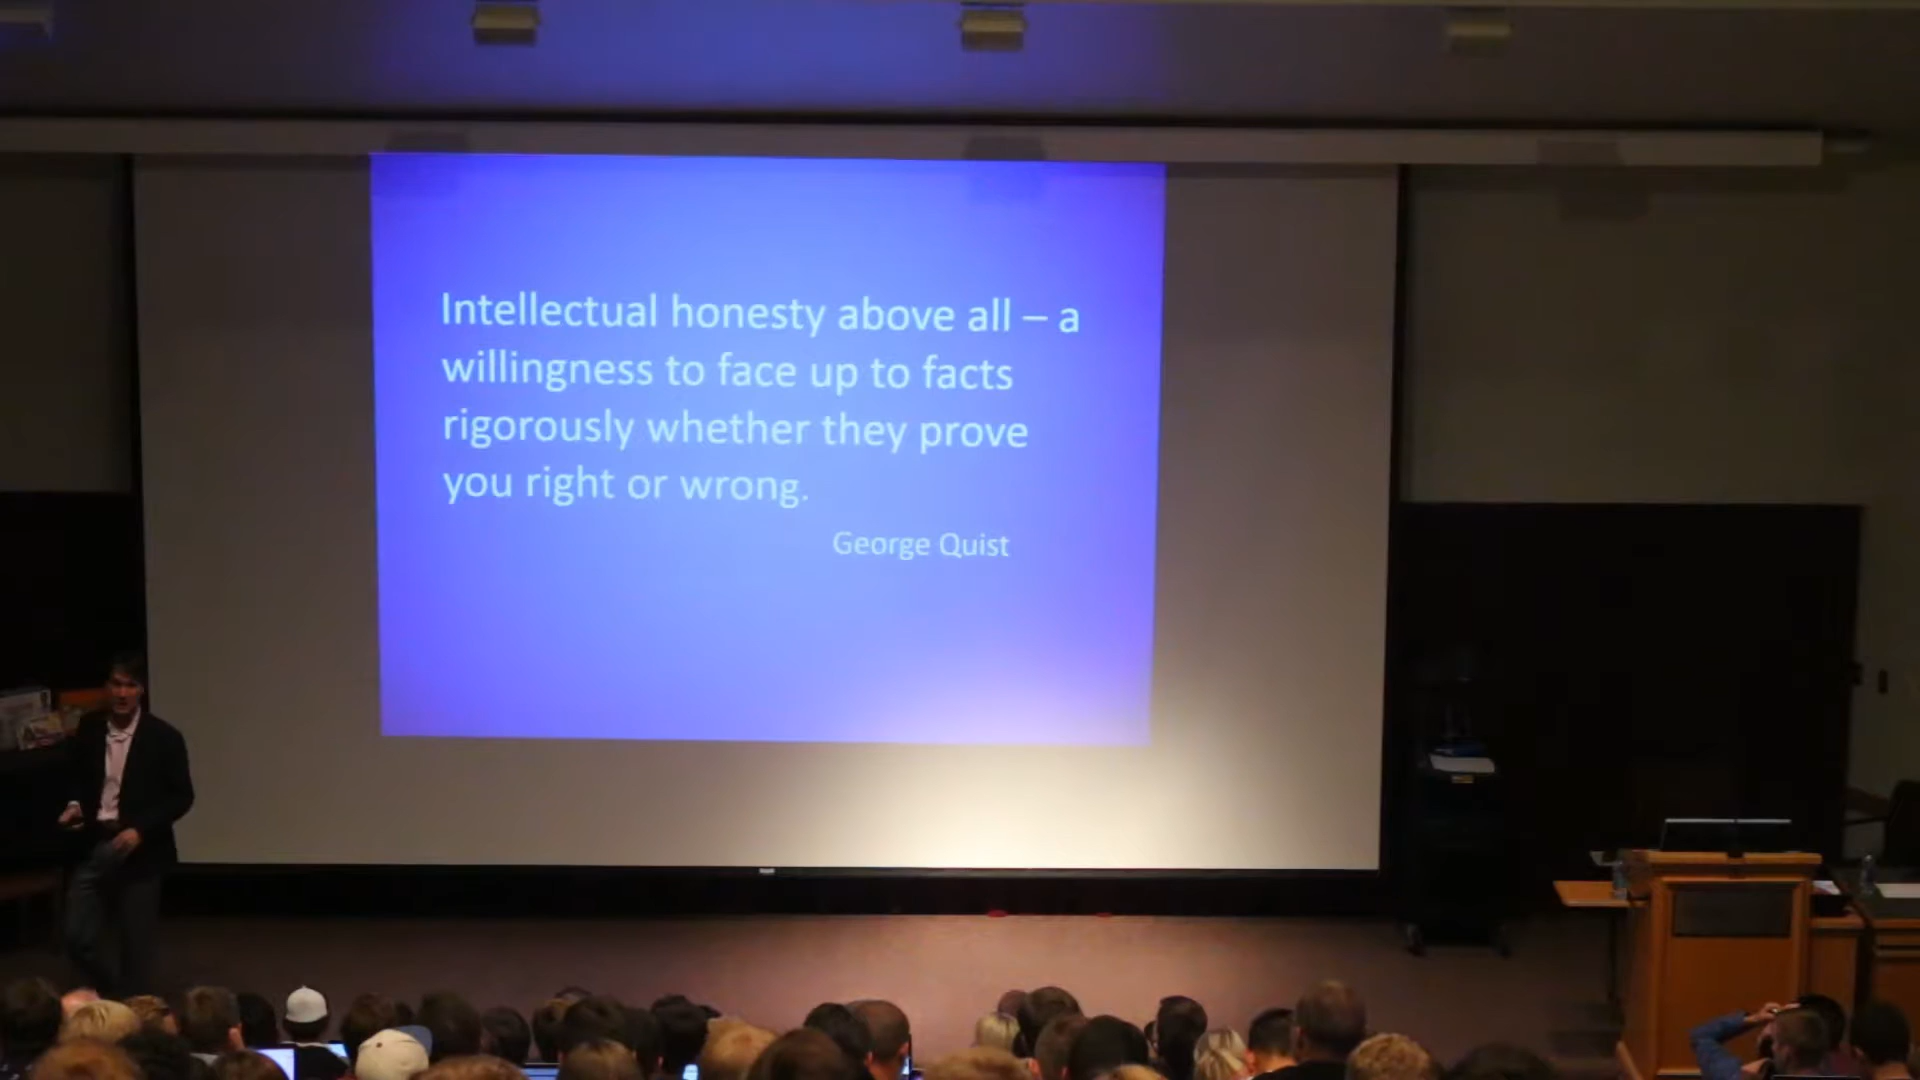 Intellectual honesty above all – a
willingness to face up to facts
rigorously whether they prove
you right or wrong.
George Quist